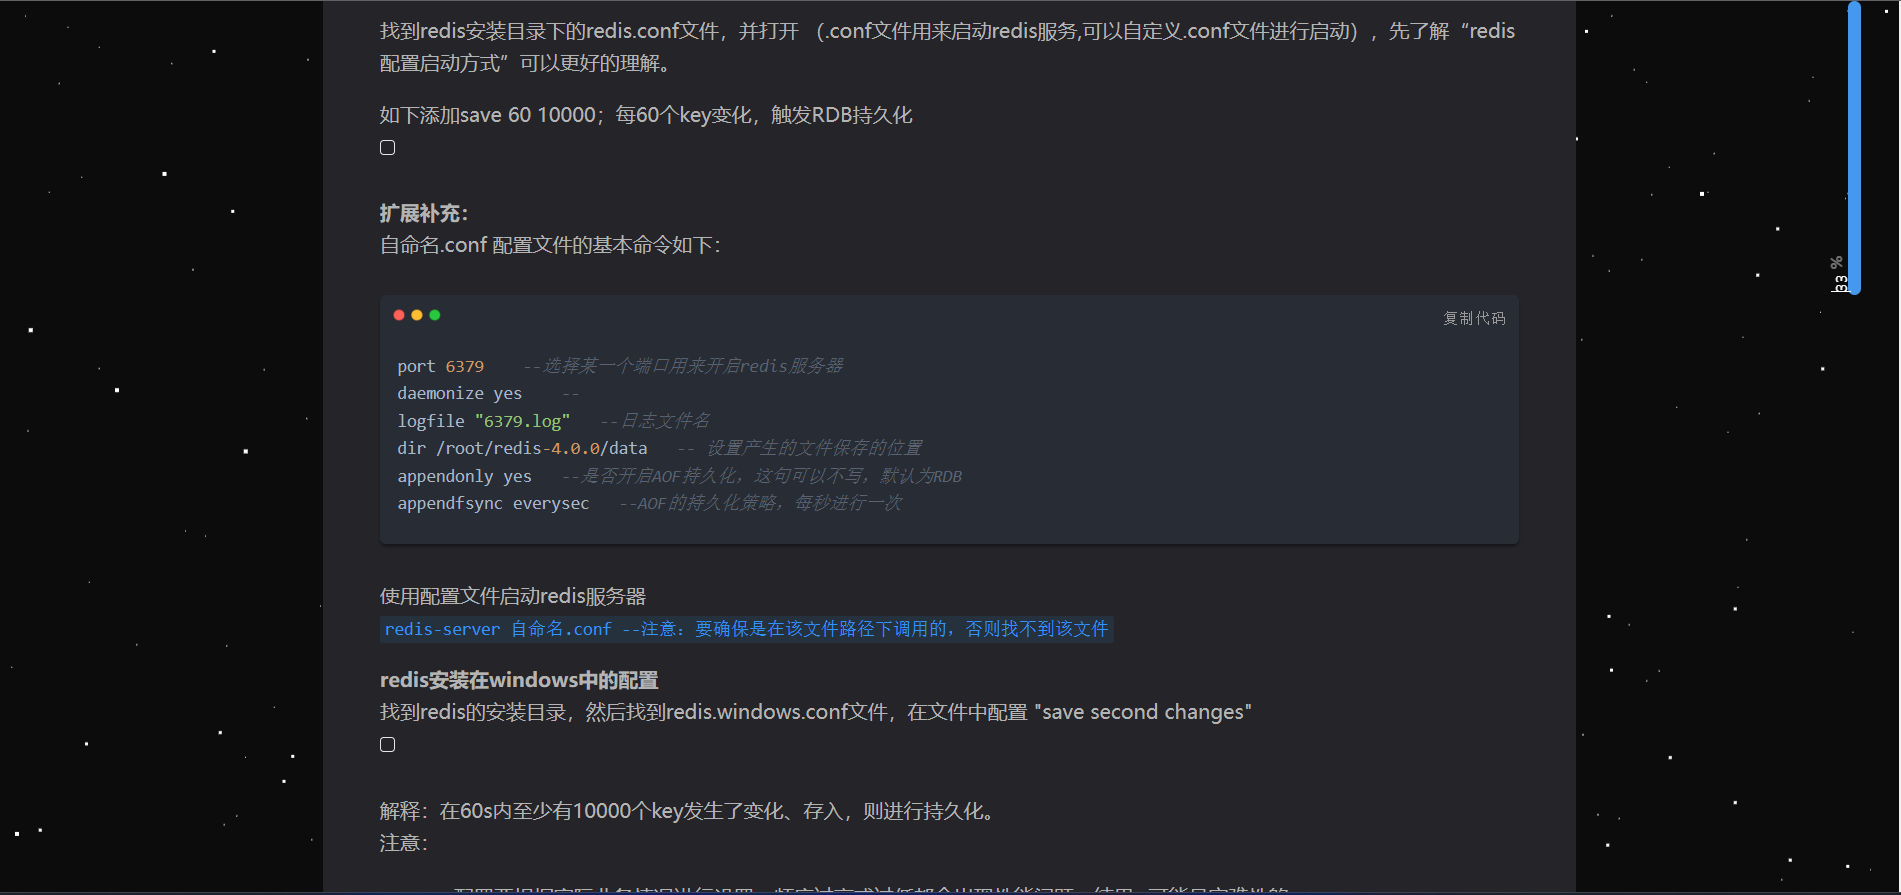 找到redis安装目录下的redis.conf文件，并打开 （.conf文件用来启动redis服务,可以自定义.conf文件进行启动），先了解“redis
配置启动方式”可以更好的理解。
如下添加save 60 10000；每60个key变化，触发RDB持久化
扩展补充：
自命名.conf 配置文件的基本命令如下：
复制代码
port 6379    --选择某一个端口用来开启redis服务器
daemonize yes    --
logfile "6379.log"   --日志文件名
dir /root/redis-4.0.0/data   -- 设置产生的文件保存的位置
appendonly yes   --是否开启AOF持久化，这句可以不写，默认为RDB
appendfsync everysec   --AOF的持久化策略，每秒进行一次
使用配置文件启动redis服务器
redis-server 自命名.conf --注意：要确保是在该文件路径下调用的，否则找不到该文件
redis安装在windows中的配置
找到redis的安装目录，然后找到redis.windows.conf文件，在文件中配置 "save second changes"
解释：在60s内至少有10000个key发生了变化、存入，则进行持久化。
注意：
33 %